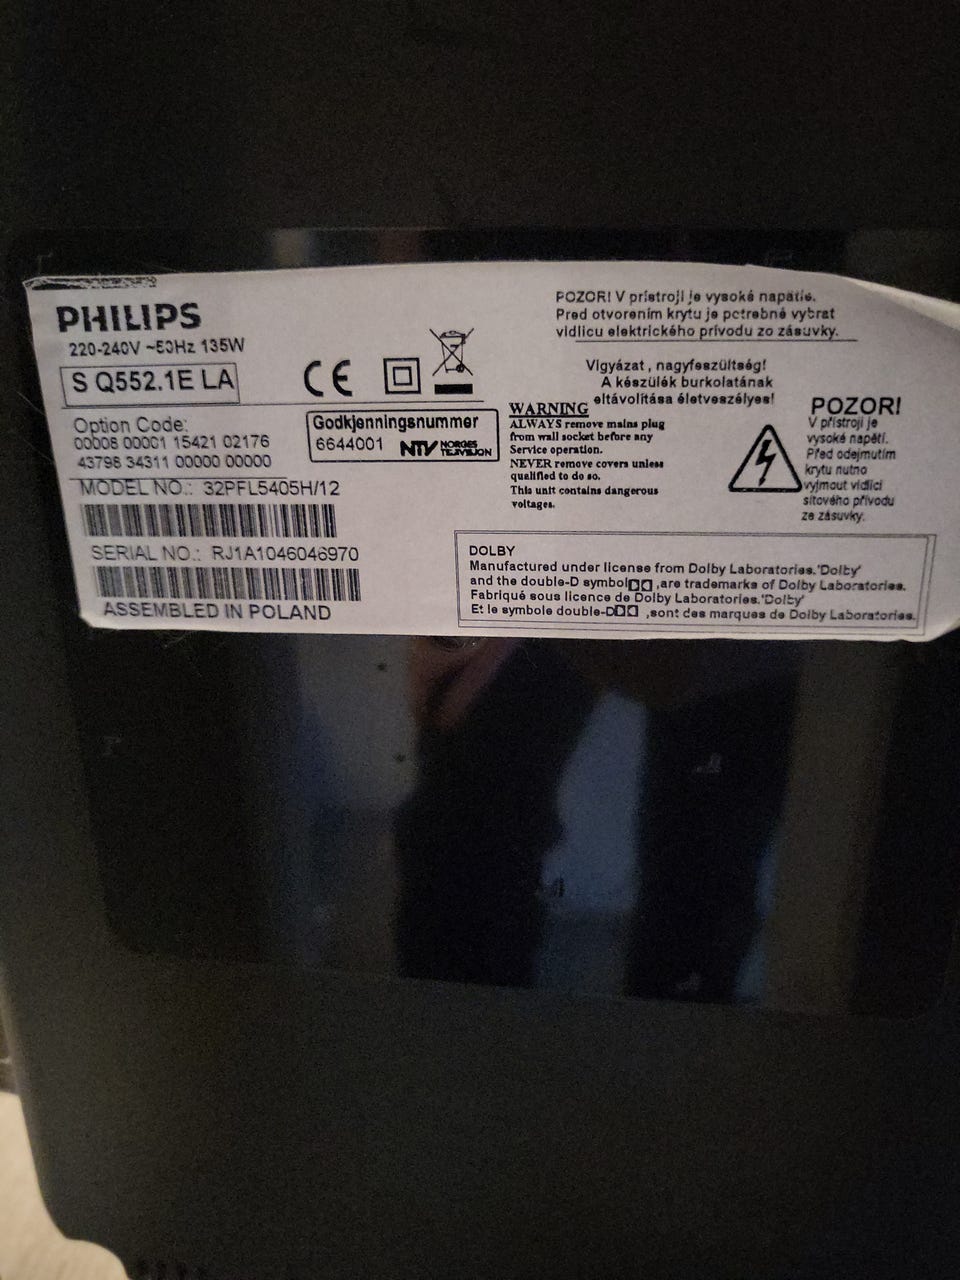 PHILIPS
220-240V ~50Hz 135W
S Q552.1E LA
Option Code:
00008 00001 15421 02176
43798 34311 00000 00000
MODEL NO.: 32PFL5405H/12
SERIAL NO.: RJ1A1046046970
ASSEMBLED IN POLAND
CE
Godkjenningsnummer
6644001 NTV NORGES
TELEVISJON
POZOR! V prístroji je vysoké napätie.
Pred otvorením krytu je potrebné vybrat
vidlicu elektrického prívodu zo zásuvky.
Vigyázat, nagyfeszültség!
A készülék burkolatának
eltávolítása életveszélyes!
WARNING
ALWAYS remove mains plug
from wall socket before any
Service operation.
NEVER remove covers unless
qualified to do so.
This unit contains dangerous
voltages.
POZOR!
V přístroji je
vysoké napětí.
Před odejmutím
krytu nutno
vyjmout vidlici
síťového přívodu
ze zásuvky.
DOLBY
Manufactured under license from Dolby Laboratories.'Dolby'
and the double-D symbol ,are trademarks of Dolby Laboratories.
Fabriqué sous licence de Dolby Laboratories.'Dolby'
Et le symbole double-D ,sont des marques de Dolby Laboratories.